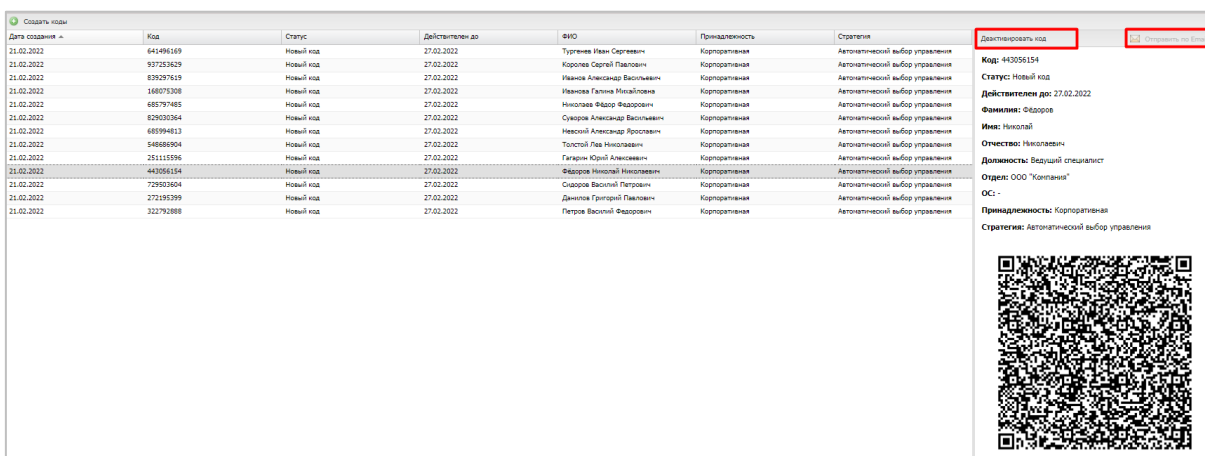 Создать коды
Дата создания Код Статус Действителен до ФИО Принадлежность Стратегия
21.02.2022 641496169 Новый код 27.02.2022 Тургенев Иван Сергеевич Корпоративная Автоматический выбор управления
21.02.2022 937253629 Новый код 27.02.2022 Королев Сергей Павлович Корпоративная Автоматический выбор управления
21.02.2022 839297619 Новый код 27.02.2022 Иванов Александр Васильевич Корпоративная Автоматический выбор управления
21.02.2022 168075308 Новый код 27.02.2022 Иванова Галина Михайловна Корпоративная Автоматический выбор управления
21.02.2022 685797485 Новый код 27.02.2022 Николаев Фёдор Федорович Корпоративная Автоматический выбор управления
21.02.2022 829030364 Новый код 27.02.2022 Суворов Александр Васильевич Корпоративная Автоматический выбор управления
21.02.2022 685994813 Новый код 27.02.2022 Невский Александр Ярославич Корпоративная Автоматический выбор управления
21.02.2022 548686904 Новый код 27.02.2022 Толстой Лев Николаевич Корпоративная Автоматический выбор управления
21.02.2022 251115596 Новый код 27.02.2022 Гагарин Юрий Алексеевич Корпоративная Автоматический выбор управления
21.02.2022 443056154 Новый код 27.02.2022 Фёдоров Николай Николаевич Корпоративная Автоматический выбор управления
21.02.2022 729503604 Новый код 27.02.2022 Сидоров Василий Петрович Корпоративная Автоматический выбор управления
21.02.2022 272195399 Новый код 27.02.2022 Данилов Григорий Павлович Корпоративная Автоматический выбор управления
21.02.2022 322792888 Новый код 27.02.2022 Петров Василий Федорович Корпоративная Автоматический выбор управления
Деактивировать код Отправить по Emai
Код: 443056154
Статус: Новый код
Действителен до: 27.02.2022
Фамилия: Фёдоров
Имя: Николай
Отчество: Николаевич
Должность: Ведущий специалист
Отдел: ООО "Компания"
ОС: -
Принадлежность: Корпоративная
Стратегия: Автоматический выбор управления